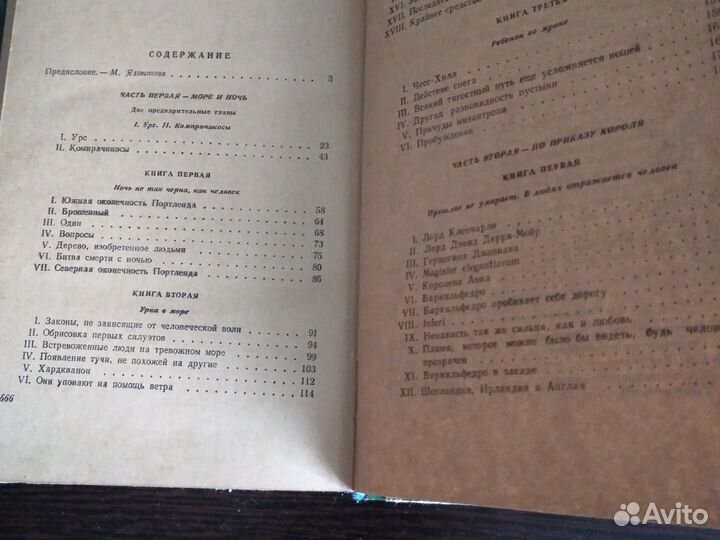 СОДЕРЖАНИЕ
Предисловие. — М. Яхонтова 3
ЧАСТЬ ПЕРВАЯ — МОРЕ И НОЧЬ
Две предварительные главы
I. Урс. II. Компрачикосы
I. Урс 23
II. Компрачикосы 43
КНИГА ПЕРВАЯ
Ночь не так черна, как человек
I. Южная оконечность Портленда 58
II. Брошенный 64
III. Один 68
IV. Вопросы 73
V. Дерево, изобретенное людьми 75
VI. Битва смерти с ночью 80
VII. Северная оконечность Портленда 86
КНИГА ВТОРАЯ
Урка в море
I. Законы, не зависящие от человеческой воли 91
II. Обрисовка первых силуэтов 94
III. Встревоженные люди на тревожном море 99
IV. Появление тучи, не похожей на другие 103
V. Хардкванон 112
VI. Они уповают на помощь ветра 114
566
XVI.
XVII. Последнее
XVIII. Крайнее средство
КНИГА ТРЕТЬЯ
Ребенок во мраке
I. Чесс-Хилл
II. Действие снега
III. Всякий тягостный путь еще усложняется ношей
IV. Другая разновидность пустыни
V. Причуды мизантропа
VI. Пробуждение
ЧАСТЬ ВТОРАЯ — ПО ПРИКАЗУ КОРОЛЯ
КНИГА ПЕРВАЯ
Прошлое не умирает. В людях отражается человек
I. Лорд Кленчарли
II. Лорд Дэвид Дерри-Мойр
III. Герцогиня Джозиана
IV. Magister elegantiarum
V. Королева Анна
VI. Баркильфедро
VII. Баркильфедро пробивает себе дорогу
VIII. Inferi
IX. Ненависть так же сильна, как и любовь
X. Пламя, которое можно было бы видеть, будь
прозрачен
XI. Баркильфедро в засаде
XII. Шотландия, Ирландия и Англия
Avito